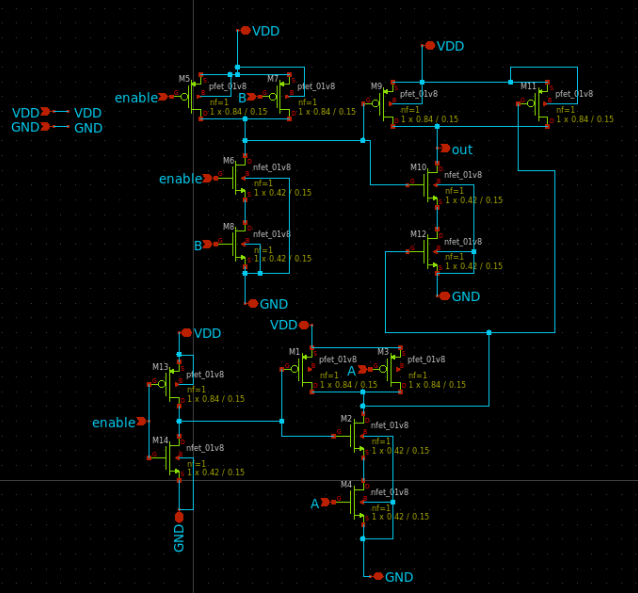 VDD
VDD
M5
pfet_01v8
enable
nf=1
1 x 0.84 / 0.15
M7
pfet_01v8
B
nf=1
1 x 0.84 / 0.15
M9
pfet_01v8
nf=1
1 x 0.84 / 0.15
M11
pfet_01v8
nf=1
1 x 0.84 / 0.15
VDD VDD
GND GND
out
M6
nfet_01v8
enable
nf=1
1 x 0.42 / 0.15
M10
nfet_01v8
nf=1
1 x 0.42 / 0.15
M8
nfet_01v8
B
nf=1
1 x 0.42 / 0.15
M12
nfet_01v8
nf=1
1 x 0.42 / 0.15
GND
GND
VDD
VDD
M13
pfet_01v8
nf=1
1 x 0.84 / 0.15
M1
pfet_01v8
nf=1
1 x 0.84 / 0.15
M3
pfet_01v8
A
nf=1
1 x 0.84 / 0.15
enable
M14
nfet_01v8
nf=1
1 x 0.42 / 0.15
M2
nfet_01v8
nf=1
1 x 0.42 / 0.15
M4
nfet_01v8
A
nf=1
1 x 0.42 / 0.15
GND
GND